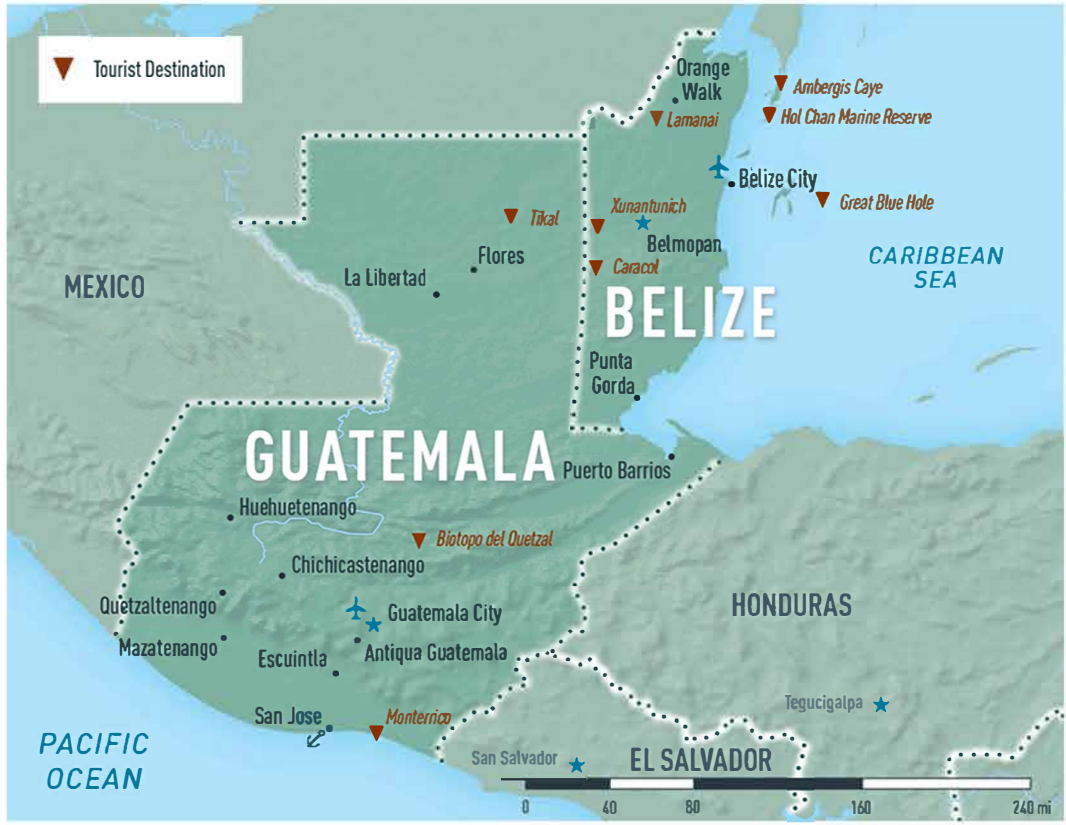 Tourist Destination
Orange
Walk
Ambergis Caye
Lamanai
Hol Chan Marine Reserve
Belize City
Great Blue Hole
Tikal
Xunantunich
Belmopan
Flores
CARIBBEAN
SEA
La Libertad
Caracol
MEXICO
BELIZE
Punta
Gorda
GUATEMALA
Puerto Barrios
Huehuetenango
Biotopo del Quetzal
Chichicastenango
Quetzaltenango
Guatemala City
HONDURAS
Mazatenango
Antiqua Guatemala
Escuintla
San Jose
Monterrico
Tegucigalpa
PACIFIC
OCEAN
San Salvador
EL SALVADOR
0 40 80 160 240 mi